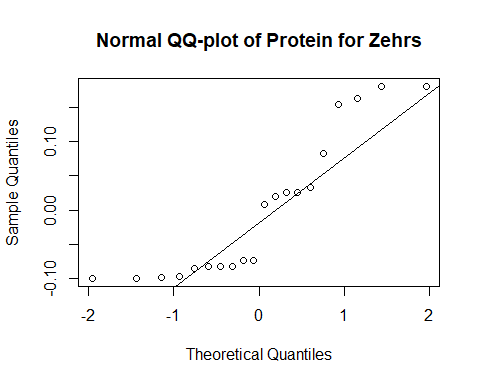 Normal QQ-plot of Protein for Zehrs
Sample Quantiles
0.10
0.00
-0.10
-2
-1
0
1
2
Theoretical Quantiles